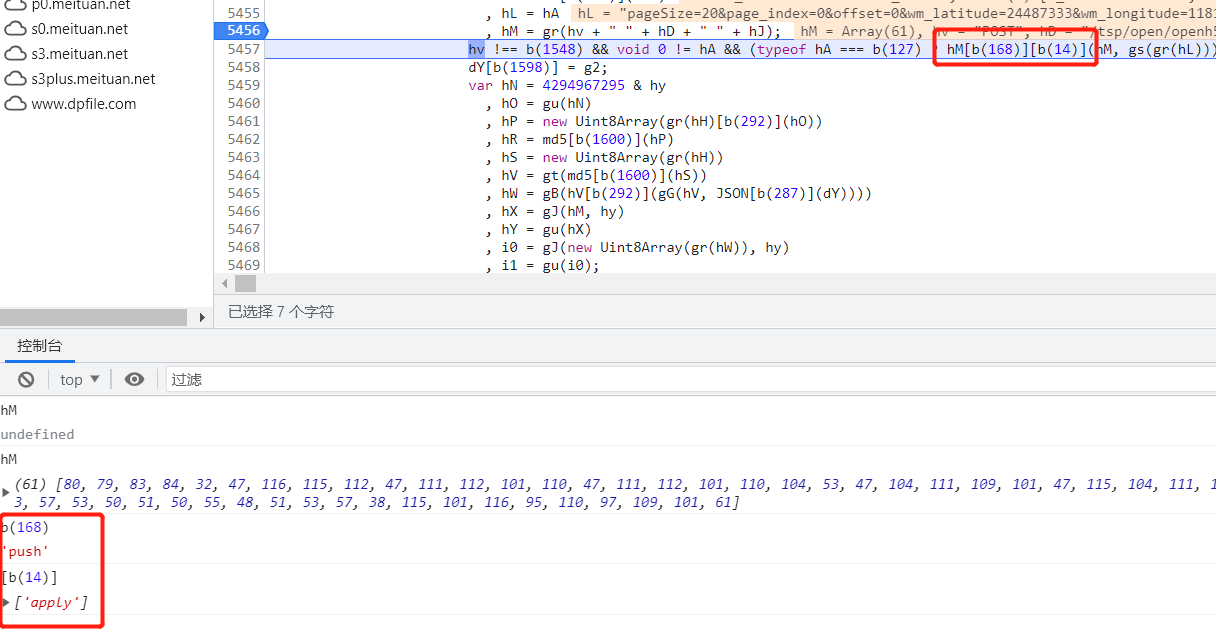 p0.meituan.net
s0.meituan.net
s3.meituan.net
s3plus.meituan.net
www.dpfile.com
5455 , hL = hA hL = "pageSize=20&page_index=0&offset=0&wm_latitude=24487333&wm_longitude=1181
5456 , hM = gr(hv + " " + hD + " " + hJ); hM = Array(61), hv = "POST", hD = "/tsp/open/openh5
5457 hv !== b(1548) && void 0 != hA && (typeof hA === b(127) ? hM[b(168)][b(14)](hM, gs(gr(hL)))
5458 dY[b(1598)] = g2;
5459 var hN = 4294967295 & hy
5460 , hO = gu(hN)
5461 , hP = new Uint8Array(gr(hH)[b(292)](hO))
5462 , hR = md5[b(1600)](hP)
5463 , hS = new Uint8Array(gr(hH))
5464 , hV = gt(md5[b(1600)](hS))
5465 , hW = gB(hV[b(292)](gG(hV, JSON[b(287)](dY))))
5466 , hX = gJ(hM, hy)
5467 , hY = gu(hX)
5468 , i0 = gJ(new Uint8Array(gr(hW)), hy)
5469 , i1 = gu(i0);
已选择 7 个字符
控制台
top 过滤
hM
undefined
hM
(61) [80, 79, 83, 84, 32, 47, 116, 115, 112, 47, 111, 112, 101, 110, 47, 111, 112, 101, 110, 104, 53, 47, 104, 111, 109, 101, 47, 115, 104, 111, 1
3, 57, 53, 50, 51, 50, 55, 48, 51, 53, 57, 38, 115, 101, 116, 95, 110, 97, 109, 101, 61]
b(168)
'push'
[b(14)]
['apply']